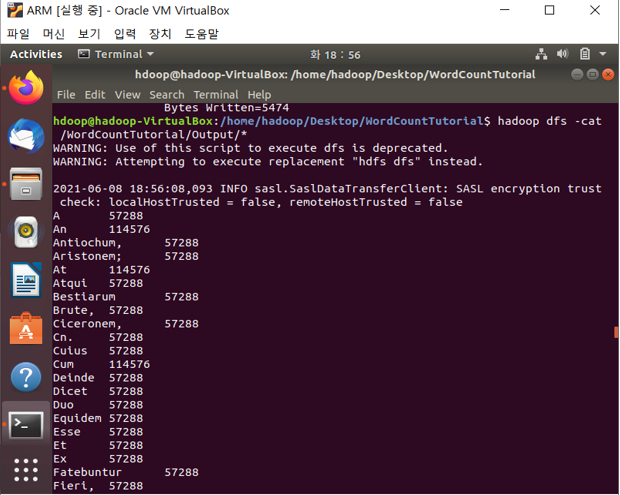 ARM [실행 중] - Oracle VM VirtualBox
파일 머신 보기 입력 장치 도움말
Activities Terminal 화 18 : 56
hdoop@hadoop-VirtualBox: /home/hadoop/Desktop/WordCountTutorial
File Edit View Search Terminal Help
Bytes Written=5474
hdoop@hadoop-VirtualBox:/home/hadoop/Desktop/WordCountTutorial$ hadoop dfs -cat
/WordCountTutorial/Output/*
WARNING: Use of this script to execute dfs is deprecated.
WARNING: Attempting to execute replacement "hdfs dfs" instead.
2021-06-08 18:56:08,093 INFO sasl.SaslDataTransferClient: SASL encryption trust
check: localHostTrusted = false, remoteHostTrusted = false
A 57288
An 114576
Antiochum, 57288
Aristonem; 57288
At 114576
Atqui 57288
Bestiarum 57288
Brute, 57288
Ciceronem, 57288
Cn. 57288
Cuius 57288
Cum 114576
Deinde 57288
Dicet 57288
Duo 57288
Equidem 57288
Esse 57288
Et 57288
Ex 57288
Fatebuntur 57288
Fieri, 57288